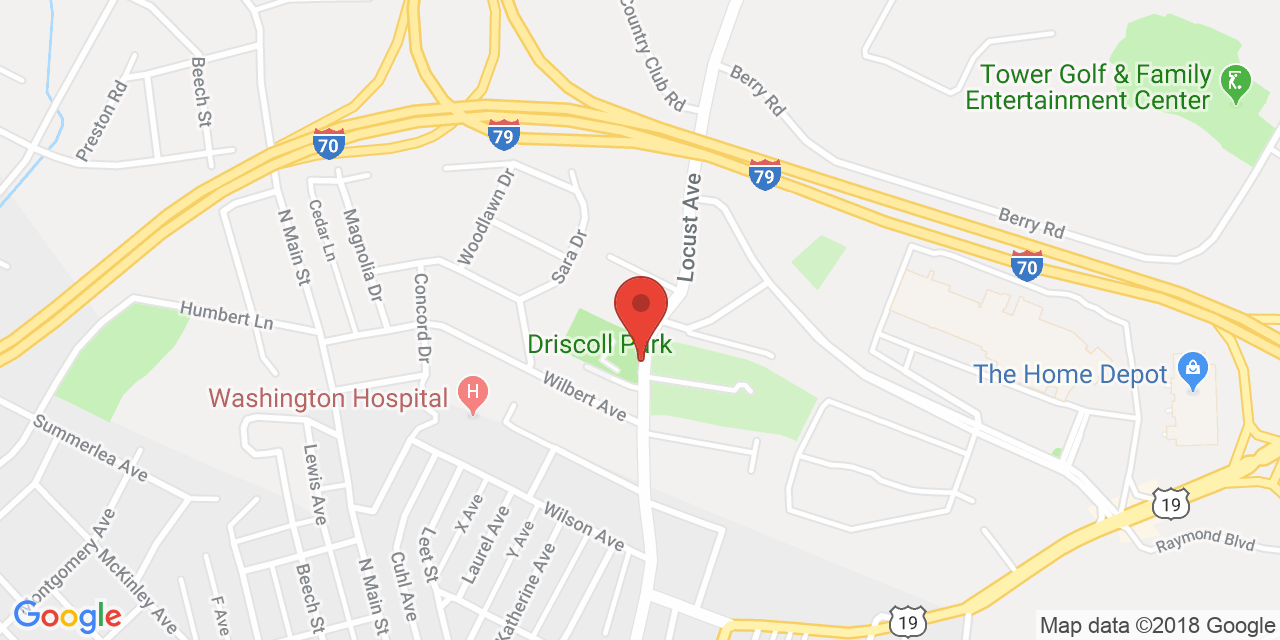 Country Club Rd
Berry Rd
Tower Golf & Family
Entertainment Center
Beech St
Preston Rd
70
79
79
Woodlawn Dr
Locust Ave
Cedar Ln
Magnolia Dr
N Main St
Sara Dr
Berry Rd
70
Concord Dr
Humbert Ln
Driscoll Park
The Home Depot
Washington Hospital
H
Wilbert Ave
Summerlea Ave
Lewis Ave
X Ave
Laurel Ave
Y Ave
Wilson Ave
19
Raymond Blvd
Montgomery Ave
McKinley Ave
F Ave
Beech St
N Main St
Cuhl Ave
Leet St
Katherine Ave
19
Google
Map data ©2018 Google